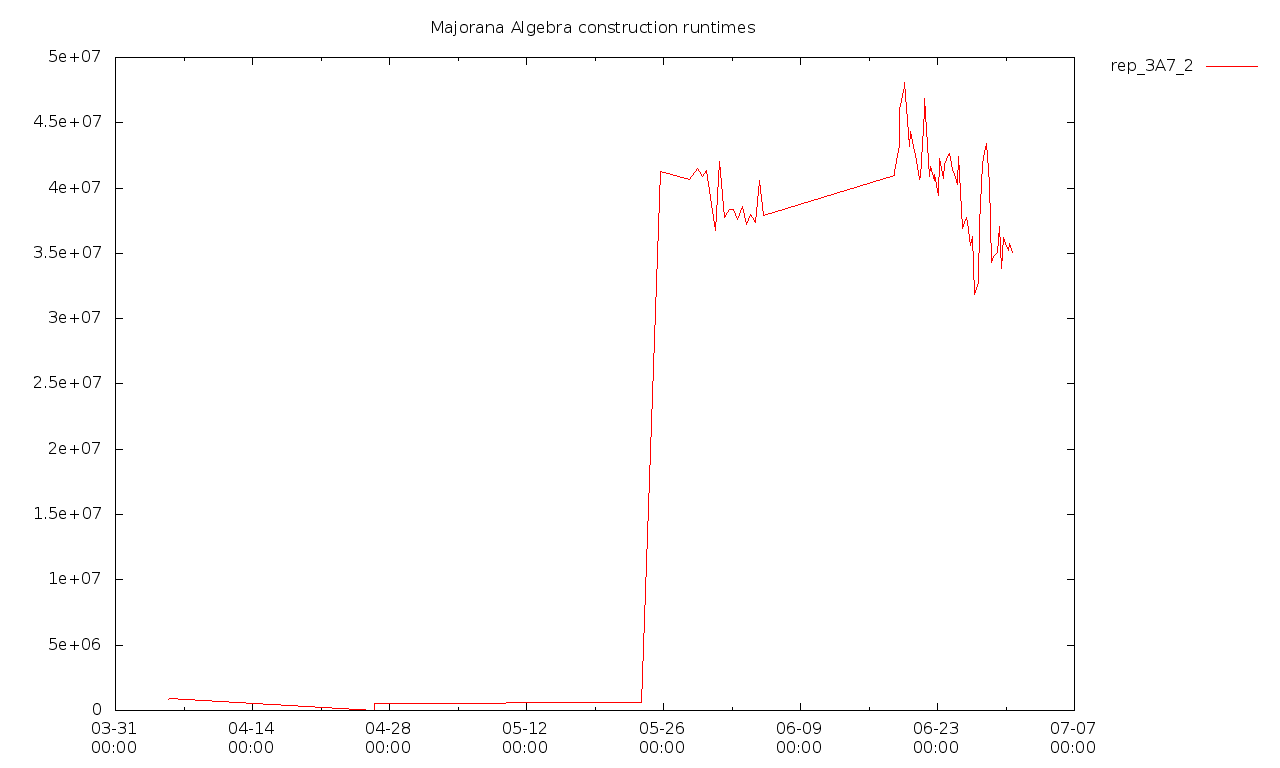 Majorana Algebra construction runtimes
rep_3A7_2
5e+07
4.5e+07
4e+07
3.5e+07
3e+07
2.5e+07
2e+07
1.5e+07
1e+07
5e+06
0
03-31 04-14 04-28 05-12 05-26 06-09 06-23 07-07
00:00 00:00 00:00 00:00 00:00 00:00 00:00 00:00